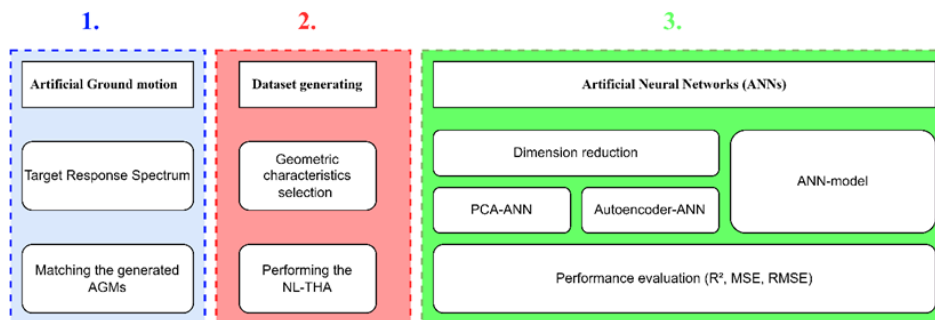 1.
2.
3.
Artificial Ground motion
Dataset generating
Artificial Neural Networks (ANNs)
Target Response Spectrum
Geometric
characteristics
selection
Dimension reduction
ANN-model
PCA-ANN
Autoencoder-ANN
Matching the generated
AGMs
Performing the
NL-THA
Performance evaluation (R², MSE, RMSE)